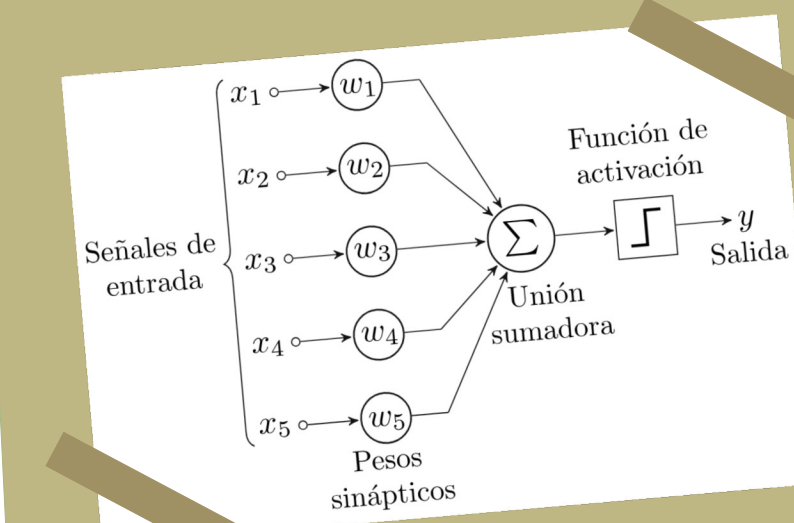 x1 w1
x2 w2
x3 w3
x4 w4
x5 w5
Señales de
entrada
Pesos
sinápticos
Σ
Unión
sumadora
Función de
activación
y
Salida